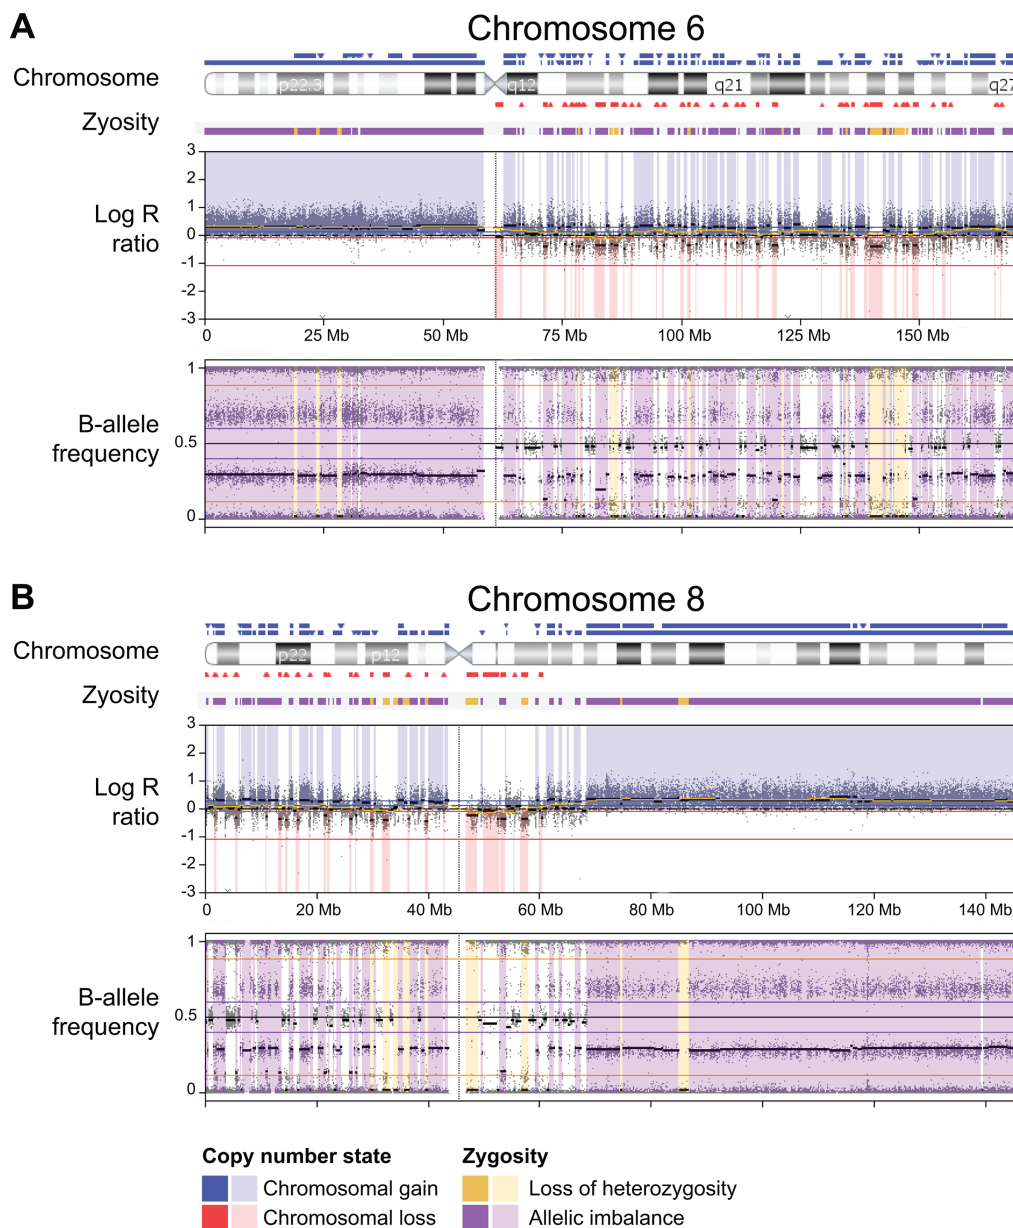 A
Chromosome 6
Chromosome
p22.3
q12
q21
q27
Zyosity
Log R
ratio
3
2
1
0
-1
-2
-3
0
25 Mb
50 Mb
75 Mb
100 Mb
125 Mb
150 Mb
B-allele
frequency
1
0.5
0
B
Chromosome 8
Chromosome
p22
p12
Zyosity
Log R
ratio
3
2
1
0
-1
-2
-3
0
20 Mb
40 Mb
60 Mb
80 Mb
100 Mb
120 Mb
140 Mb
B-allele
frequency
1
0.5
0
Copy number state
Chromosomal gain
Chromosomal loss
Zygosity
Loss of heterozygosity
Allelic imbalance